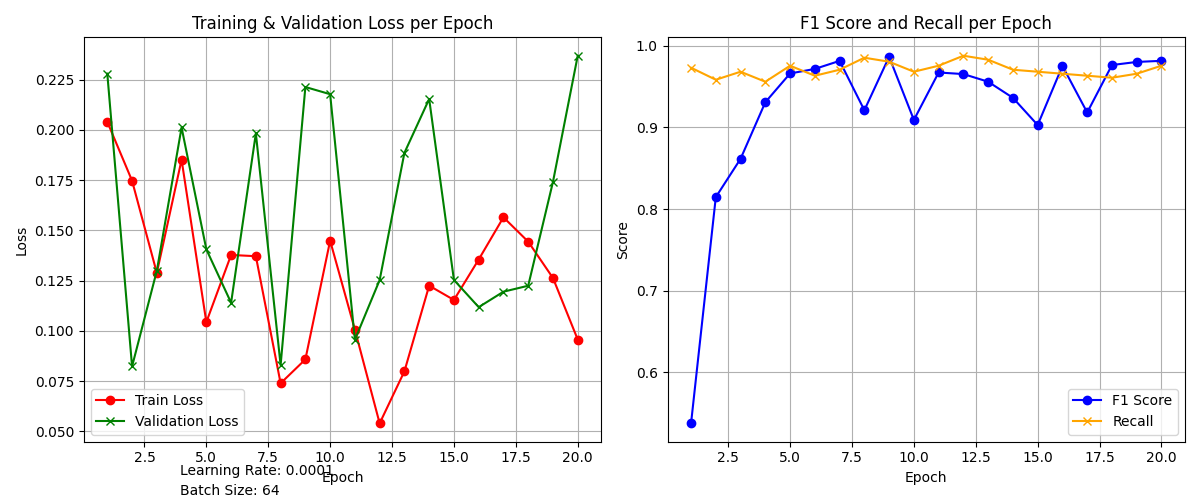 Training & Validation Loss per Epoch
Loss
0.225
0.200
0.175
0.150
0.125
0.100
0.075
0.050
Train Loss
Validation Loss
2.5 5.0 7.5 10.0 12.5 15.0 17.5 20.0
Epoch
Learning Rate: 0.0001
Batch Size: 64
F1 Score and Recall per Epoch
Score
1.0
0.9
0.8
0.7
0.6
F1 Score
Recall
2.5 5.0 7.5 10.0 12.5 15.0 17.5 20.0
Epoch